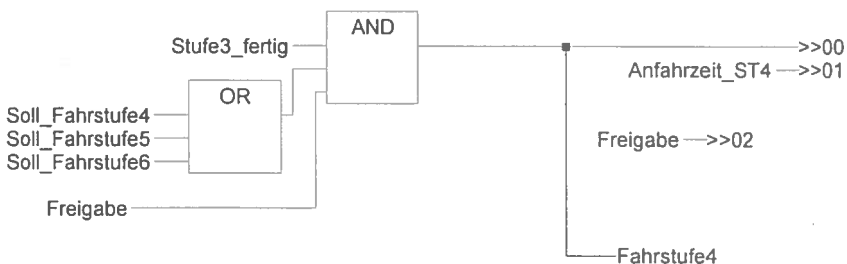 AND
Stufe3_fertig
>>00
Anfahrzeit_ST4 >>01
OR
Soll_Fahrstufe4
Soll_Fahrstufe5
Soll_Fahrstufe6
Freigabe >>02
Freigabe
Fahrstufe4